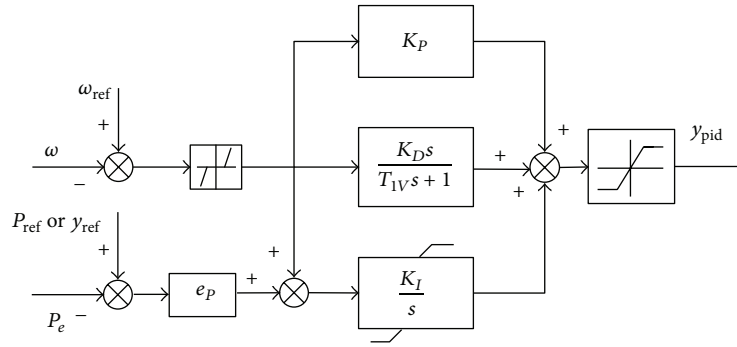 K_P
ω_ref
+
ω
−
K_D s
T_1V s + 1
+
+
+
y_pid
P_ref or y_ref
+
P_e
−
e_P
+
+
K_I
s